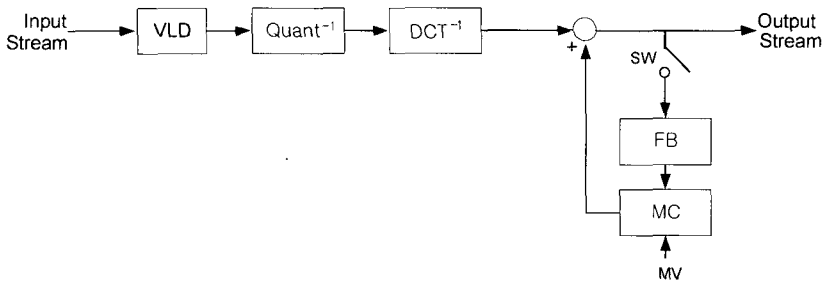 Input
Stream
VLD
Quant⁻¹
DCT⁻¹
+
Output
Stream
SW
FB
MC
MV